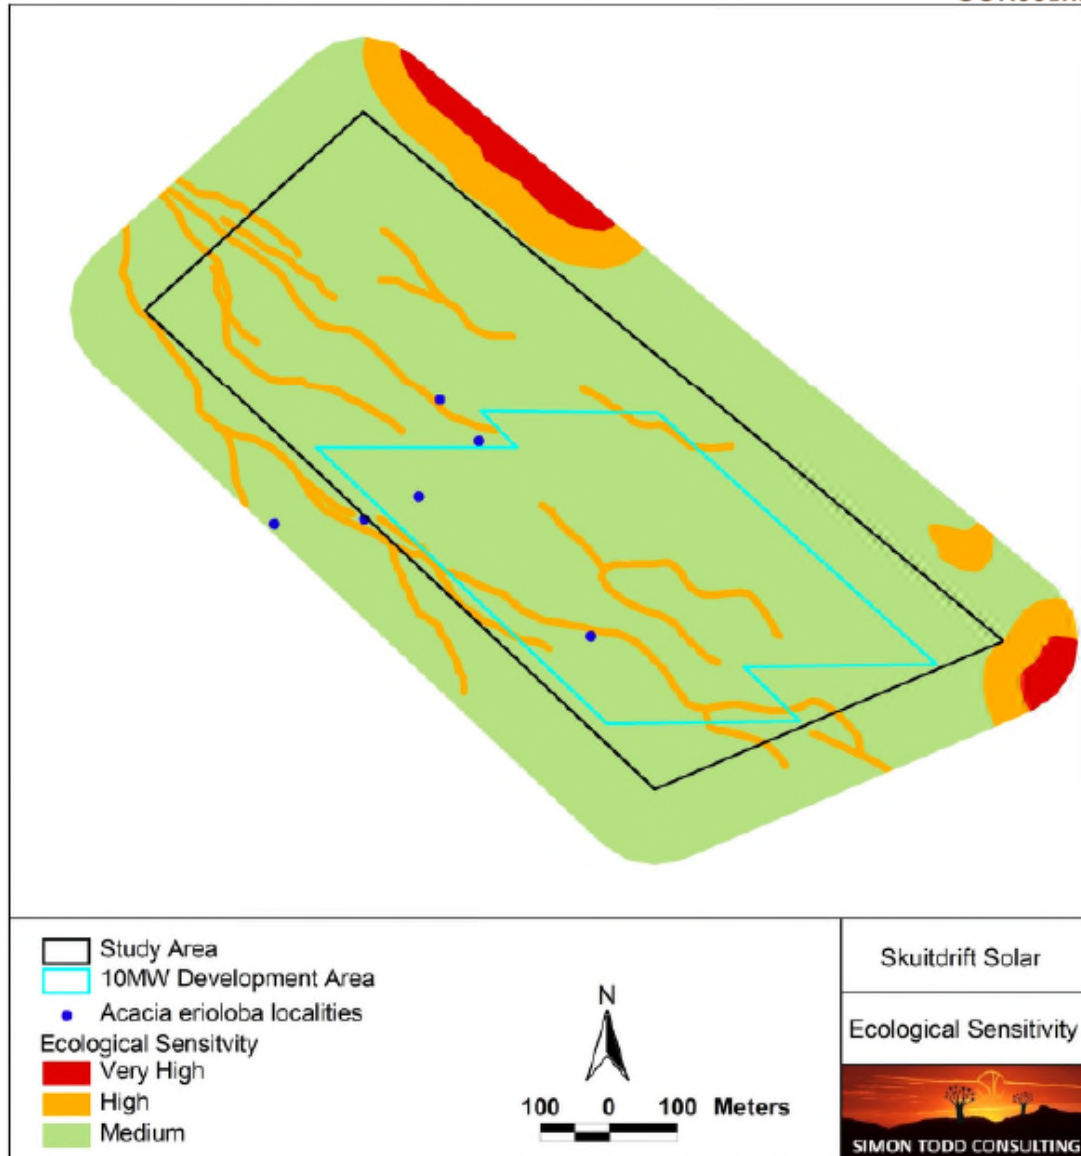 Study Area
10MW Development Area
Acacia erioloba localities
Ecological Sensitvity
Very High
High
Medium
N
100 0 100 Meters
Skuitdrift Solar
Ecological Sensitivity
SIMON TODD CONSULTING